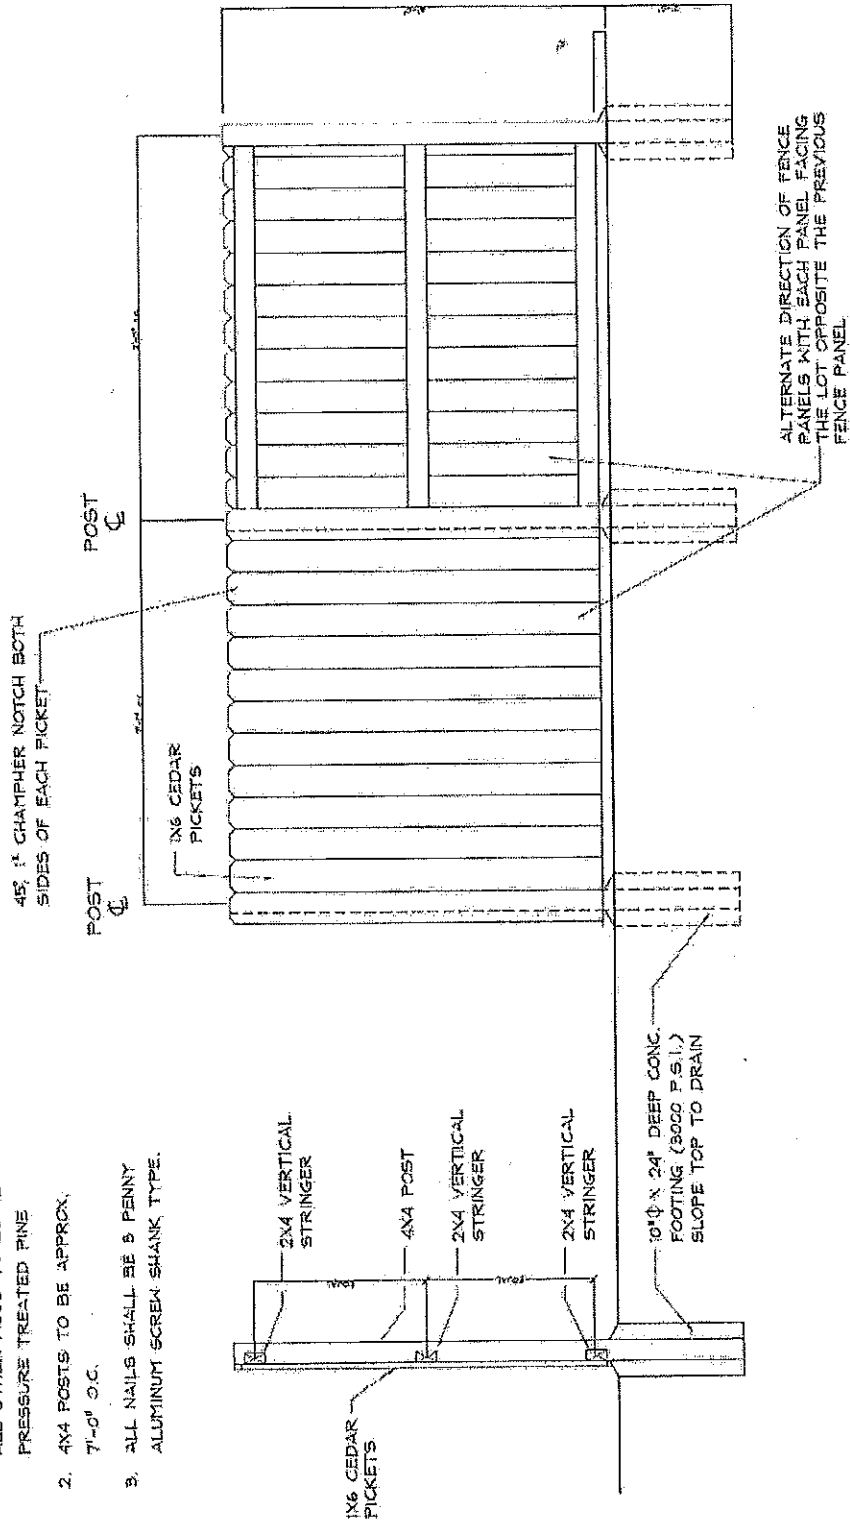 PRESSURE TREATED PINE
2. 4X4 POSTS TO BE APPROX.
7'-0" O.C.
3. ALL NAILS SHALL BE 8 PENNY
ALUMINUM SCREW SHANK TYPE.
1X6 CEDAR
PICKETS
2X4 VERTICAL
STRINGER
4X4 POST
2X4 VERTICAL
STRINGER
2X4 VERTICAL
STRINGER
EQUAL
EQUAL
10"Φ X 24" DEEP CONC.
FOOTING (3000 P.S.I.)
SLOPE TOP TO DRAIN
45°, 1" CHAMPHER NOTCH BOTH
SIDES OF EACH PICKET
POST
℄
POST
℄
1X6 CEDAR
PICKETS
ALTERNATE DIRECTION OF FENCE
PANELS WITH EACH PANEL FACING
THE LOT OPPOSITE THE PREVIOUS
FENCE PANEL